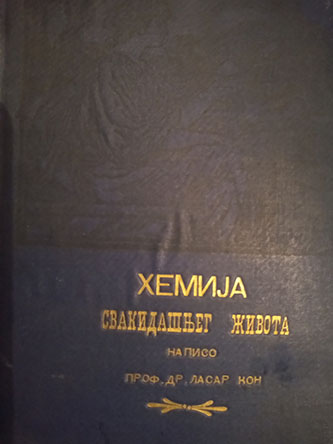 ХЕМИЈА
СВАКИДАШЊЕГ ЖИВОТА
НАПИСО
ПРОФ. ДР. ЛАСАР КОН